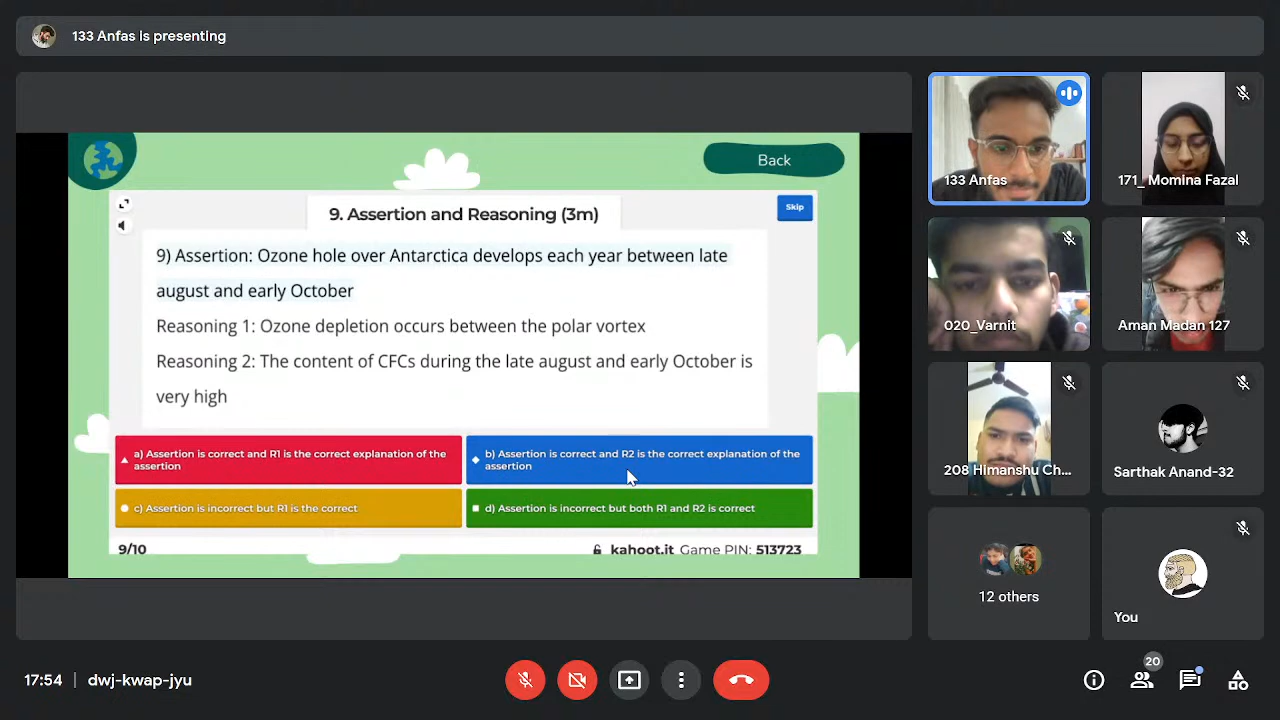 133 Anfas is presenting
Back
Skip
9. Assertion and Reasoning (3m)
9) Assertion: Ozone hole over Antarctica develops each year between late
august and early October
Reasoning 1: Ozone depletion occurs between the polar vortex
Reasoning 2: The content of CFCs during the late august and early October is
very high
a) Assertion is correct and R1 is the correct explanation of the
assertion
b) Assertion is correct and R2 is the correct explanation of the
assertion
c) Assertion is incorrect but R1 is the correct
d) Assertion is incorrect but both R1 and R2 is correct
9/10
kahoot.it Game PIN: 513723
133 Anfas
171_ Momina Fazal
020_Varnit
Aman Madan 127
208 Himanshu Ch...
Sarthak Anand-32
12 others
You
17:54 | dwj-kwap-jyu
20